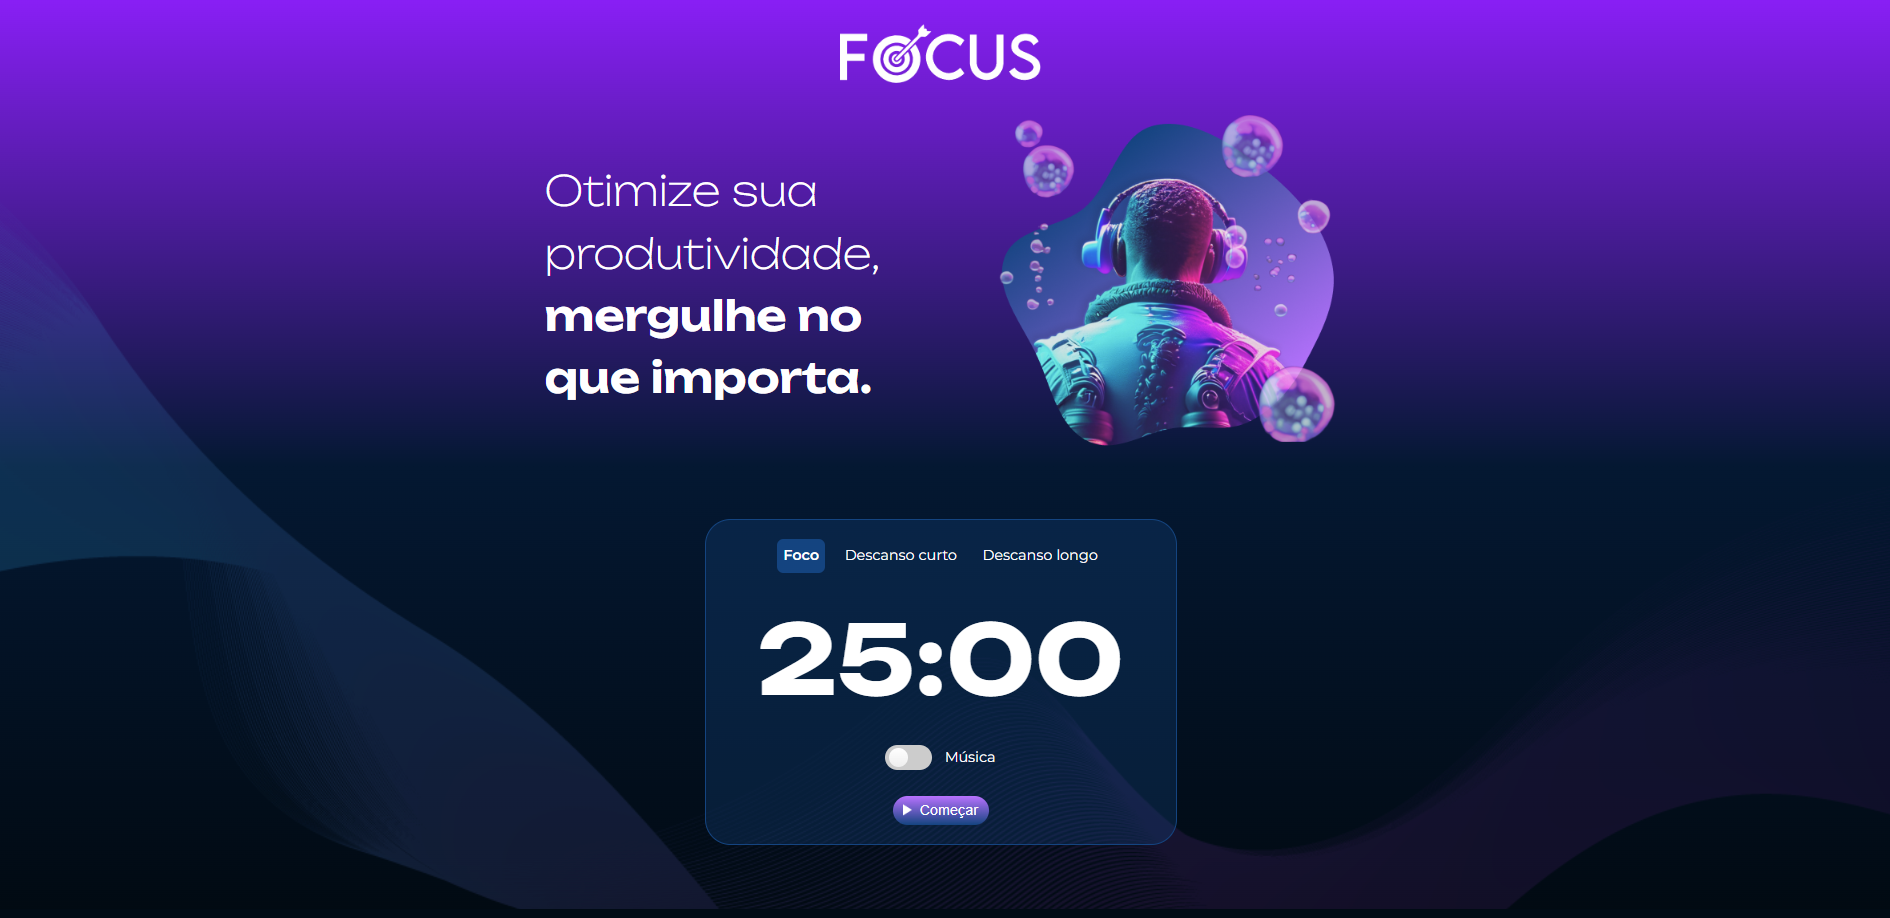 FOCUS
Otimize sua
produtividade,
mergulhe no
que importa.
Foco Descanso curto Descanso longo
25:00
Música
Começar